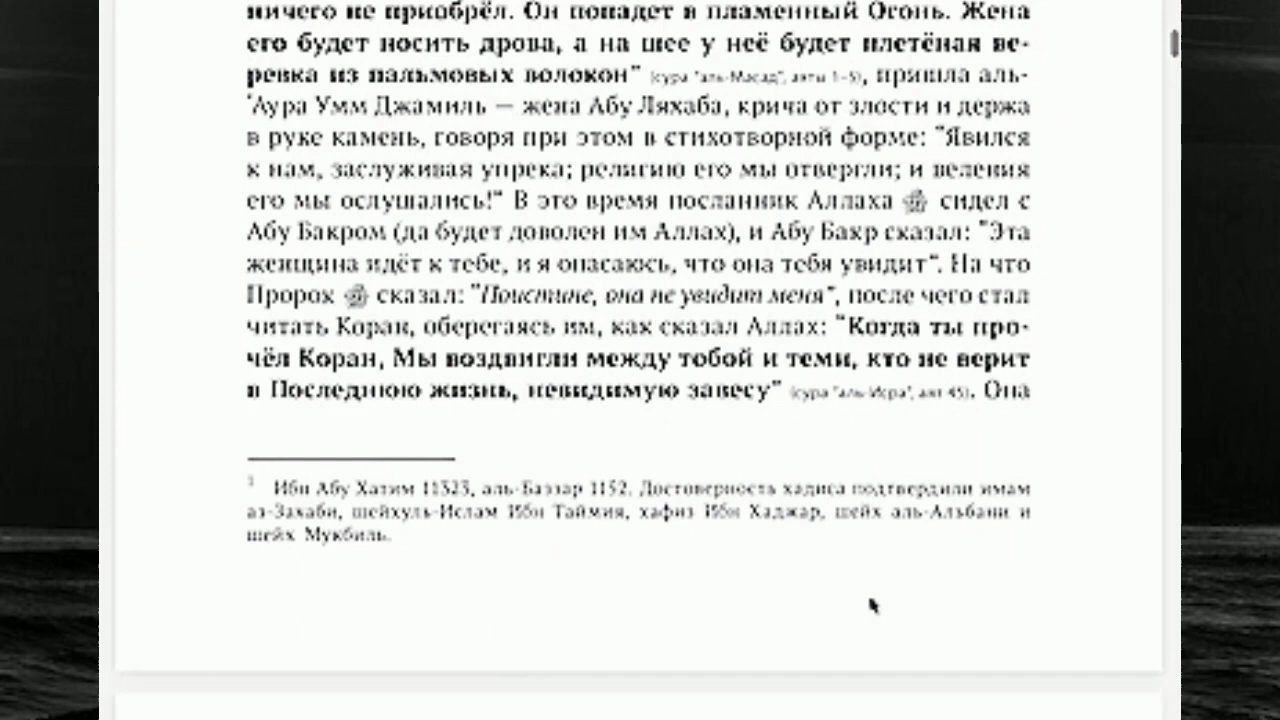 ничего не приобрёл. Он попадет в пламенный Огонь. Жена
его будет носить дрова, а на шее у неё будет плетёная ве-
ревка из пальмовых волокон" (сура "аль-Масад", аяты 1-5), пришла аль-
'Аура Умм Джамиль — жена Абу Ляхаба, крича от злости и держа
в руке камень, говоря при этом в стихотворной форме: "Явился
к нам, заслуживая упрека; религию его мы отвергли; и веления
его мы ослушались!" В это время посланник Аллаха ﷺ сидел с
Абу Бакром (да будет доволен им Аллах), и Абу Бакр сказал: "Эта
женщина идёт к тебе, и я опасаюсь, что она тебя увидит". На что
Пророк ﷺ сказал: "Поистине, она не увидит меня", после чего стал
читать Коран, оберегаясь им, как сказал Аллах: "Когда ты про-
чёл Коран, Мы воздвигли между тобой и теми, кто не верит
в Последнюю жизнь, невидимую завесу" (сура "аль-Исра", аят 45). Она
Ибн Абу Хатим 11323, аль-Баззар 1152. Достоверность хадиса подтвердили имам
аз-Захаби, шейхуль-Ислам Ибн Таймия, хафиз Ибн Хаджар, шейх аль-Альбани и
шейх Мукбиль.